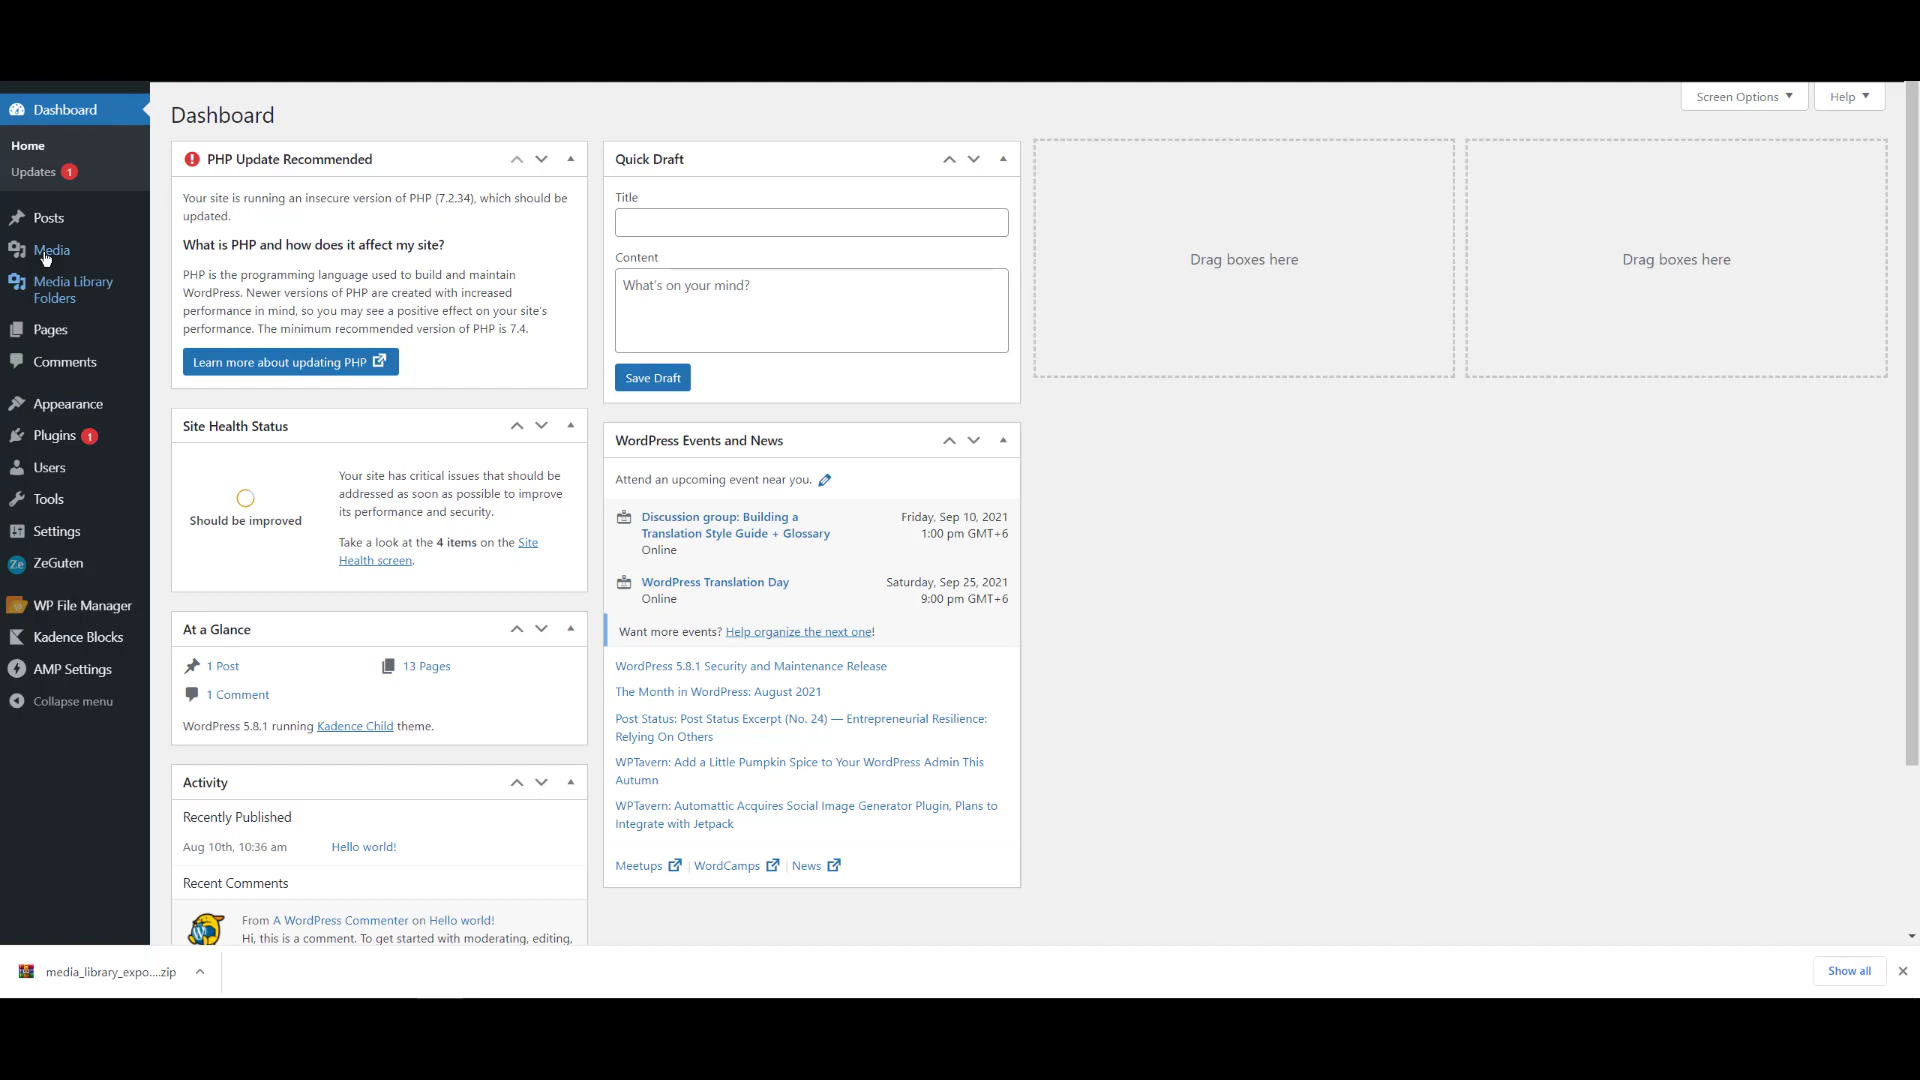 Dashboard
Home
Updates 1
Posts
Media
Media Library
Folders
Pages
Comments
Appearance
Plugins 1
Users
Tools
Settings
Ze ZeGuten
WP File Manager
Kadence Blocks
AMP Settings
Collapse menu
Dashboard
Screen Options
Help
PHP Update Recommended
Your site is running an insecure version of PHP (7.2.34), which should be
updated.
What is PHP and how does it affect my site?
PHP is the programming language used to build and maintain
WordPress. Newer versions of PHP are created with increased
performance in mind, so you may see a positive effect on your site's
performance. The minimum recommended version of PHP is 7.4.
Learn more about updating PHP
Site Health Status
Should be improved
Your site has critical issues that should be
addressed as soon as possible to improve
its performance and security.
Take a look at the 4 items on the Site
Health screen.
At a Glance
1 Post
13 Pages
1 Comment
WordPress 5.8.1 running Kadence Child theme.
Activity
Recently Published
Aug 10th, 10:36 am Hello world!
Recent Comments
From A WordPress Commenter on Hello world!
Hi, this is a comment. To get started with moderating, editing,
Quick Draft
Title
Content
What's on your mind?
Save Draft
WordPress Events and News
Attend an upcoming event near you.
Discussion group: Building a
Translation Style Guide + Glossary
Online
Friday, Sep 10, 2021
1:00 pm GMT+6
WordPress Translation Day
Online
Saturday, Sep 25, 2021
9:00 pm GMT+6
Want more events? Help organize the next one!
WordPress 5.8.1 Security and Maintenance Release
The Month in WordPress: August 2021
Post Status: Post Status Excerpt (No. 24) — Entrepreneurial Resilience:
Relying On Others
WPTavern: Add a Little Pumpkin Spice to Your WordPress Admin This
Autumn
WPTavern: Automattic Acquires Social Image Generator Plugin, Plans to
Integrate with Jetpack
Meetups | WordCamps | News
Drag boxes here
Drag boxes here
media_library_expo....zip
Show all